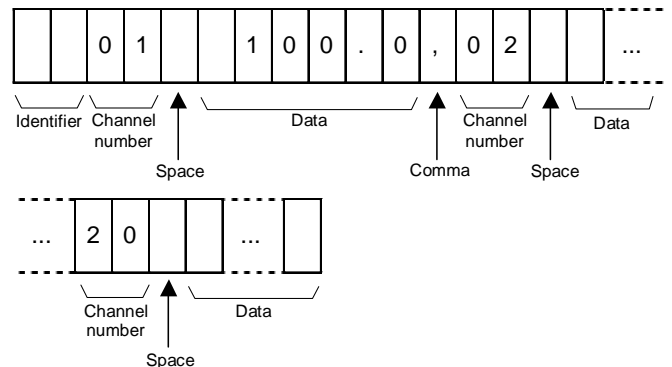 0 1 1 0 0 . 0 , 0 2 ...
Identifier Channel number Data Channel number Data
Space Comma Space
... 2 0 ...
Channel number Data
Space